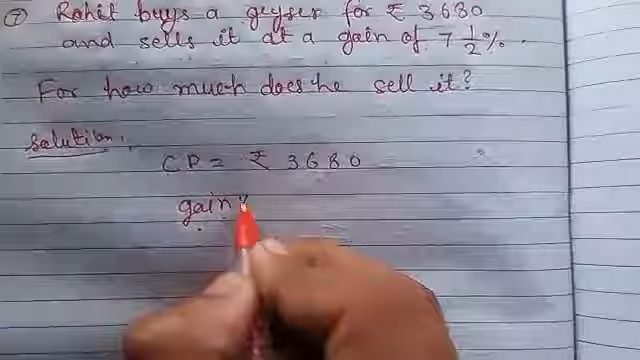 7 Rohit buys a geyser for ₹ 3680
and sells it at a gain of 7 1/2 %.
For how much does he sell it?
Solution:
CP = ₹ 3680
gain